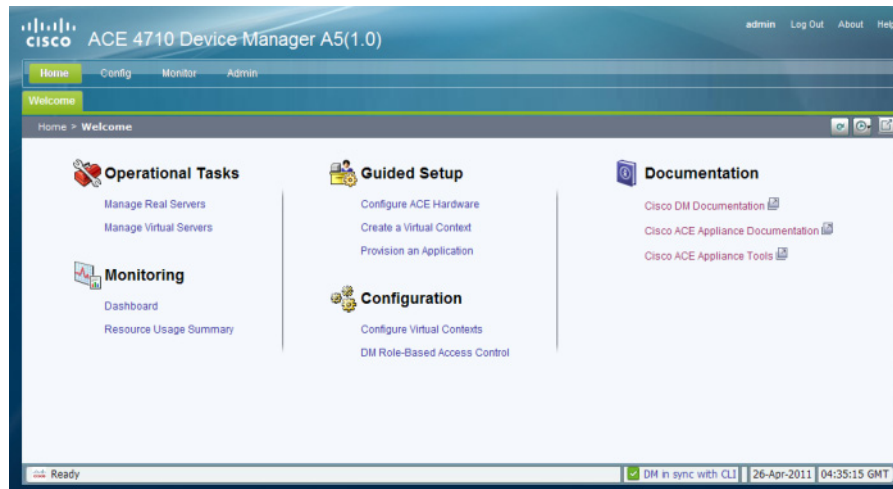 CISCO ACE 4710 Device Manager A5(1.0)
admin Log Out About Help
Home Config Monitor Admin
Welcome
Home > Welcome
Operational Tasks
Manage Real Servers
Manage Virtual Servers
Monitoring
Dashboard
Resource Usage Summary
Guided Setup
Configure ACE Hardware
Create a Virtual Context
Provision an Application
Configuration
Configure Virtual Contexts
DM Role-Based Access Control
Documentation
Cisco DM Documentation
Cisco ACE Appliance Documentation
Cisco ACE Appliance Tools
Ready
DM in sync with CLI 26-Apr-2011 04:35:15 GMT